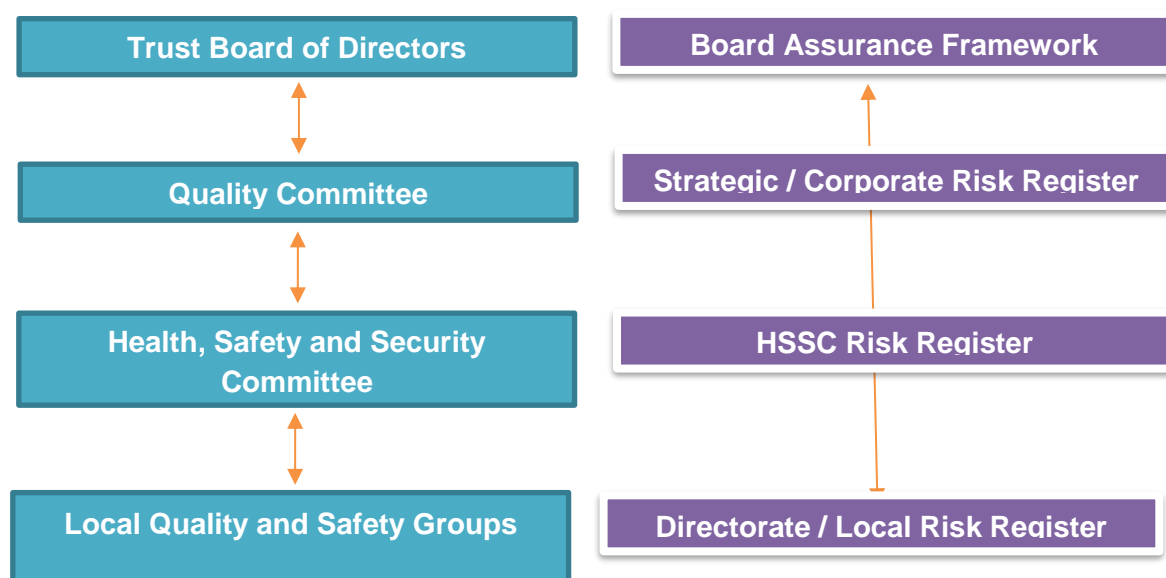 Trust Board of Directors
Board Assurance Framework
Quality Committee
Strategic / Corporate Risk Register
Health, Safety and Security
Committee
HSSC Risk Register
Local Quality and Safety Groups
Directorate / Local Risk Register